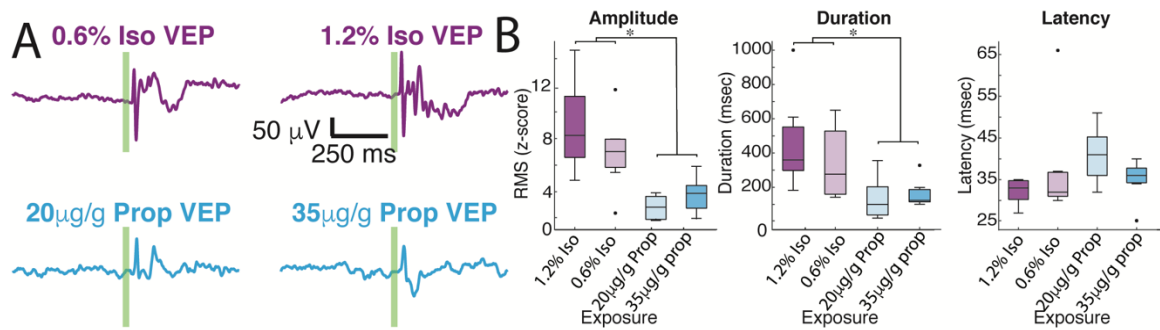 A
0.6% Iso VEP
1.2% Iso VEP
50 μV
250 ms
20μg/g Prop VEP
35μg/g Prop VEP
B
Amplitude
*
RMS (z-score)
12
8
4
0
1.2% Iso
0.6% Iso
20μg/g Prop
35μg/g prop
Exposure
Duration
*
Duration (msec)
1000
800
600
400
200
0
1.2% Iso
0.6% Iso
20μg/g Prop
35μg/g prop
Exposure
Latency
Latency (msec)
65
55
45
35
25
1.2% Iso
0.6% Iso
20μg/g Prop
35μg/g prop
Exposure